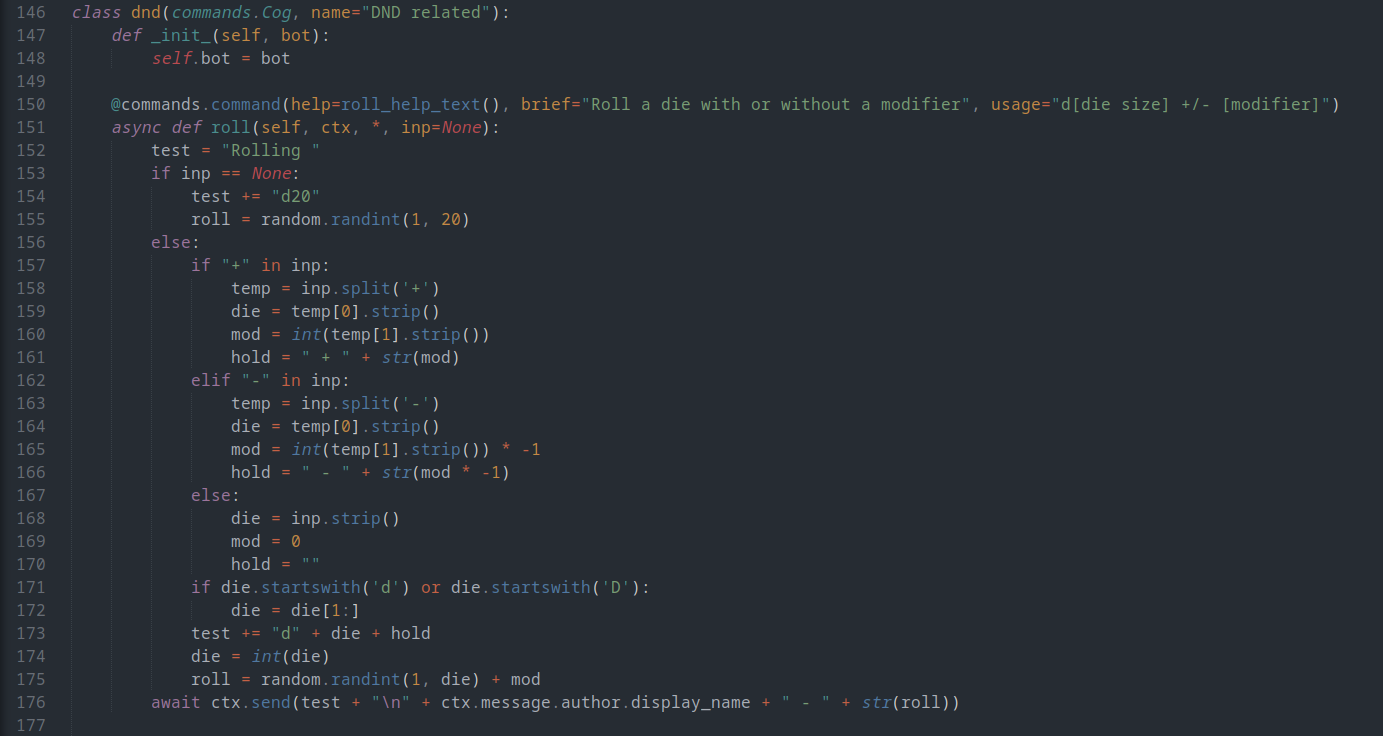 146 class dnd(commands.Cog, name="DND related"):
147     def _init_(self, bot):
148         self.bot = bot
149
150     @commands.command(help=roll_help_text(), brief="Roll a die with or without a modifier", usage="d[die size] +/- [modifier]")
151     async def roll(self, ctx, *, inp=None):
152         test = "Rolling "
153         if inp == None:
154             test += "d20"
155             roll = random.randint(1, 20)
156         else:
157             if "+" in inp:
158                 temp = inp.split('+')
159                 die = temp[0].strip()
160                 mod = int(temp[1].strip())
161                 hold = " + " + str(mod)
162             elif "-" in inp:
163                 temp = inp.split('-')
164                 die = temp[0].strip()
165                 mod = int(temp[1].strip()) * -1
166                 hold = " - " + str(mod * -1)
167             else:
168                 die = inp.strip()
169                 mod = 0
170                 hold = ""
171             if die.startswith('d') or die.startswith('D'):
172                 die = die[1:]
173             test += "d" + die + hold
174             die = int(die)
175             roll = random.randint(1, die) + mod
176         await ctx.send(test + "\n" + ctx.message.author.display_name + " - " + str(roll))
177